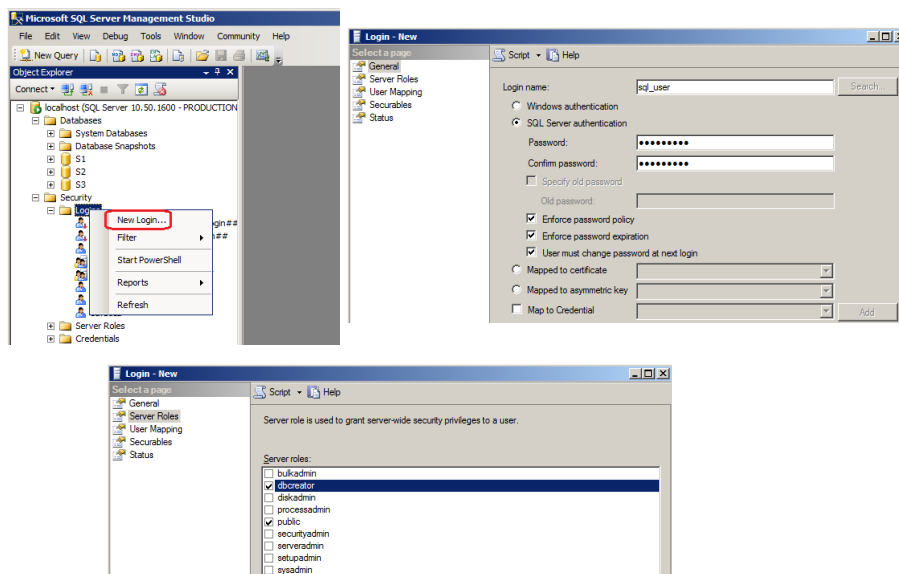 Microsoft SQL Server Management Studio
File Edit View Debug Tools Window Community Help
New Query
Object Explorer
Connect
localhost (SQL Server 10.50.1600 - PRODUCTION
Databases
System Databases
Database Snapshots
S1
S2
S3
Security
New Login...
Filter
Start PowerShell
Reports
Refresh
Server Roles
Credentials
Login - New
Select a page
General
Server Roles
User Mapping
Securables
Status
Script Help
Login name: sql_user Search...
Windows authentication
SQL Server authentication
Password: •••••••••
Confirm password: •••••••••
Specify old password
Old password:
Enforce password policy
Enforce password expiration
User must change password at next login
Mapped to certificate
Mapped to asymmetric key
Map to Credential Add
Login - New
Select a page
General
Server Roles
User Mapping
Securables
Status
Script Help
Server role is used to grant server-wide security privileges to a user.
Server roles:
bulkadmin
dbcreator
diskadmin
processadmin
public
securityadmin
serveradmin
setupadmin
sysadmin